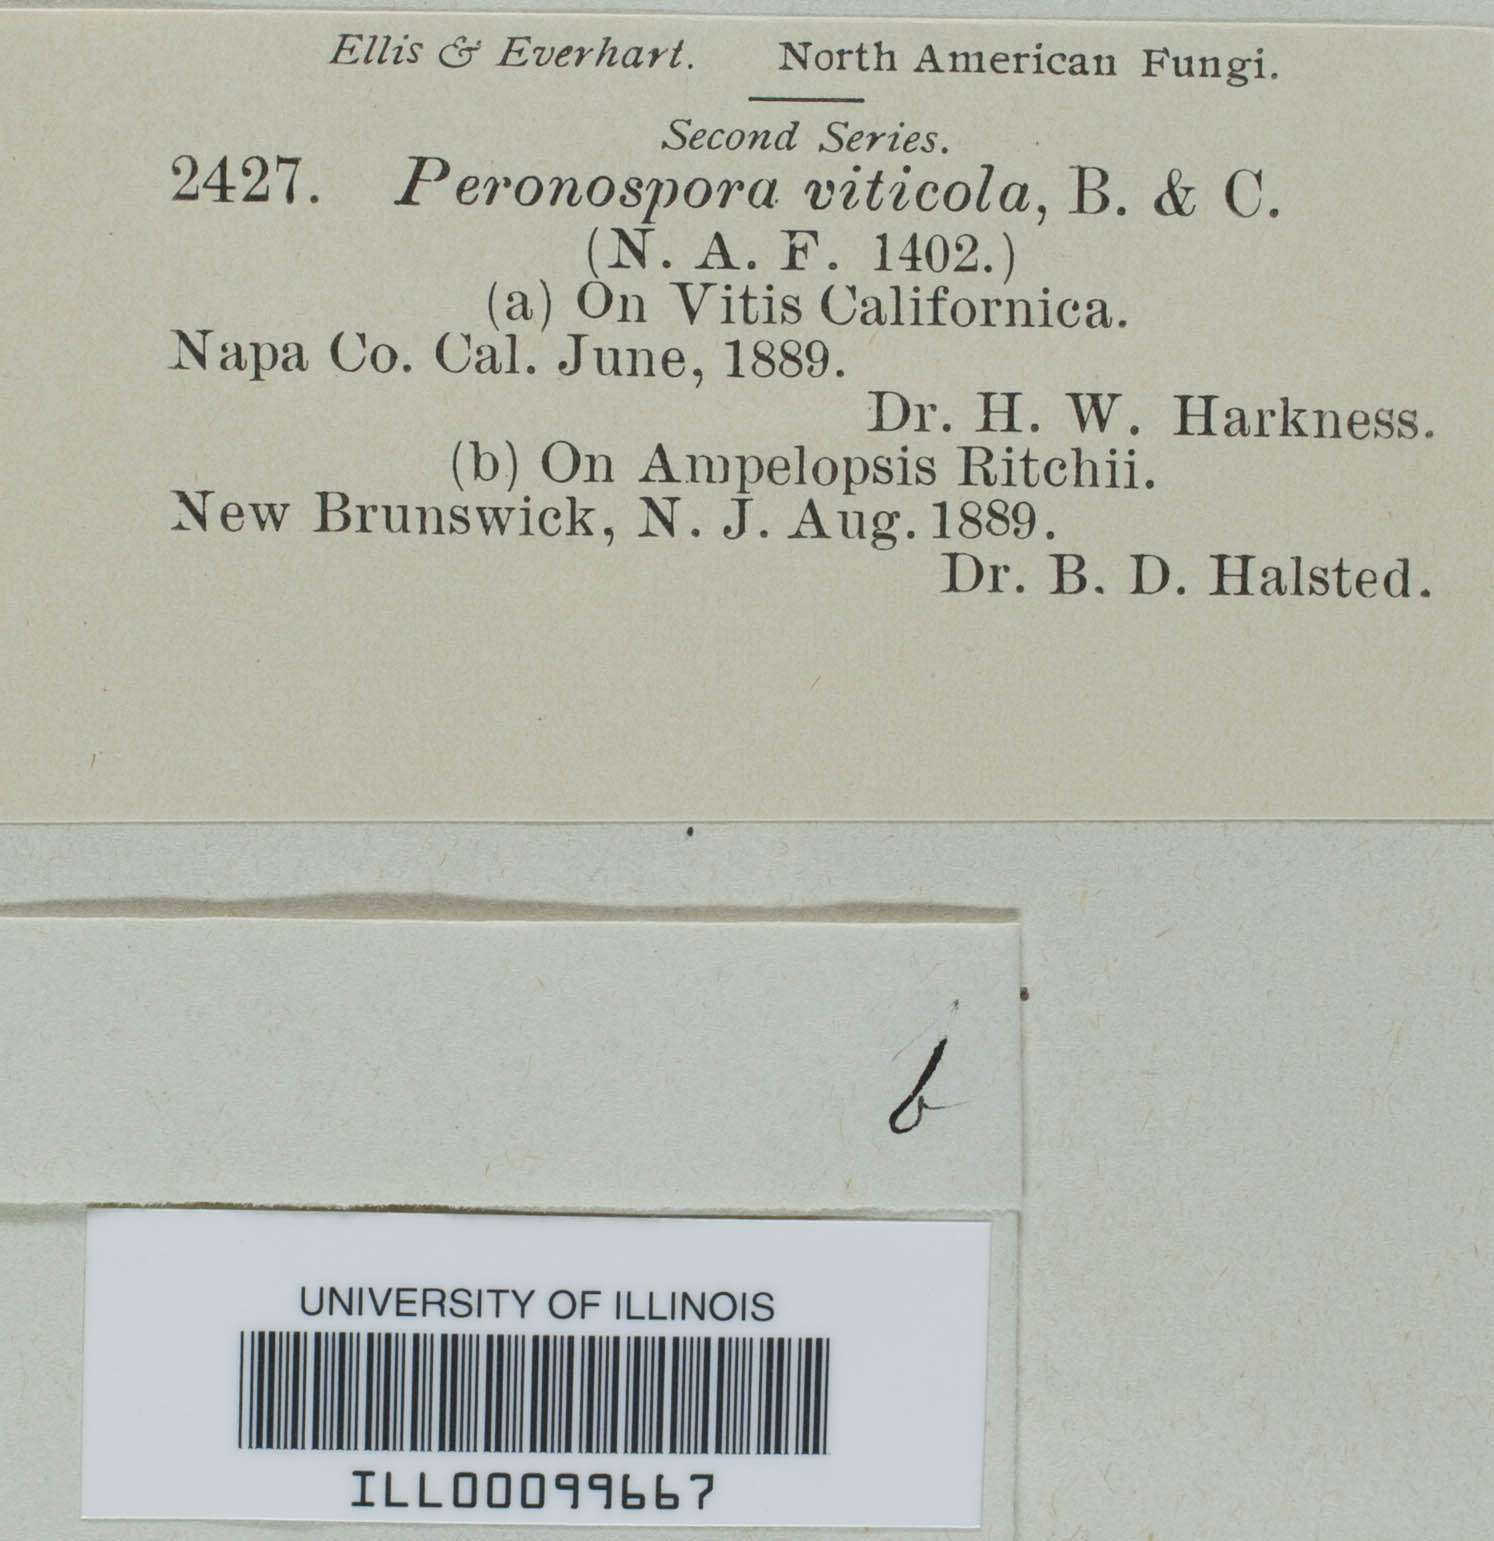 Ellis & Everhart. North American Fungi.
Second Series.
2427. Peronospora viticola, B. & C.
(N. A. F. 1402.)
(a) On Vitis Californica.
Napa Co. Cal. June, 1889.
Dr. H. W. Harkness.
(b) On Ampelopsis Ritchii.
New Brunswick, N. J. Aug. 1889.
Dr. B. D. Halsted.
b
UNIVERSITY OF ILLINOIS
ILL00099667